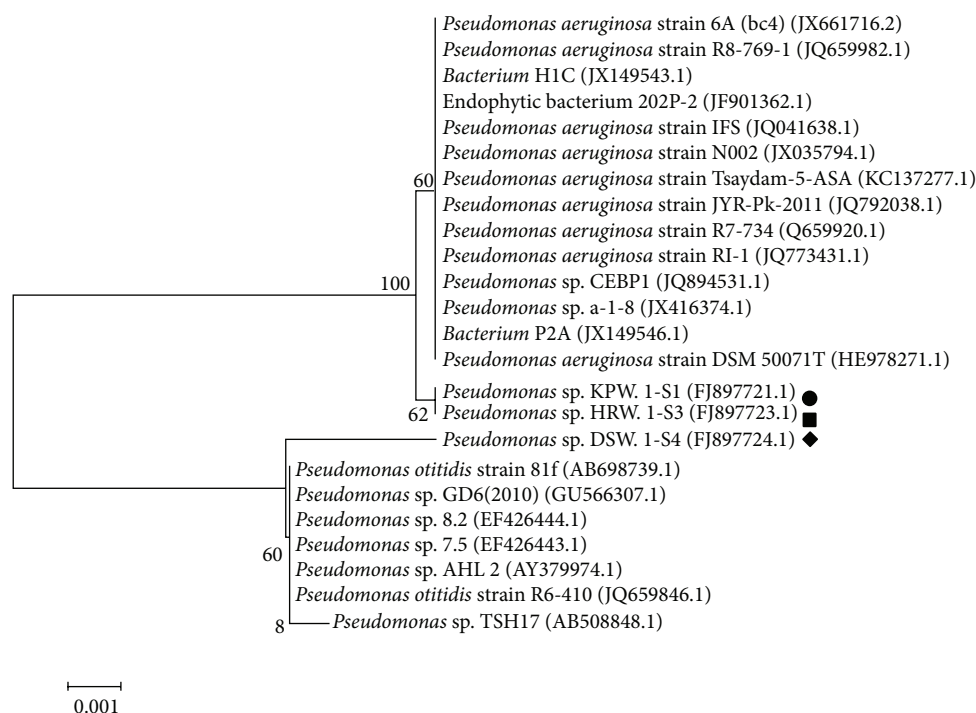 Pseudomonas aeruginosa strain 6A (bc4) (JX661716.2)
Pseudomonas aeruginosa strain R8-769-1 (JQ659982.1)
Bacterium H1C (JX149543.1)
Endophytic bacterium 202P-2 (JF901362.1)
Pseudomonas aeruginosa strain IFS (JQ041638.1)
Pseudomonas aeruginosa strain N002 (JX035794.1)
60
Pseudomonas aeruginosa strain Tsaydam-5-ASA (KC137277.1)
Pseudomonas aeruginosa strain JYR-Pk-2011 (JQ792038.1)
Pseudomonas aeruginosa strain R7-734 (Q659920.1)
Pseudomonas aeruginosa strain RI-1 (JQ773431.1)
100
Pseudomonas sp. CEBP1 (JQ894531.1)
Pseudomonas sp. a-1-8 (JX416374.1)
Bacterium P2A (JX149546.1)
Pseudomonas aeruginosa strain DSM 50071T (HE978271.1)
Pseudomonas sp. KPW. 1-S1 (FJ897721.1)
62
Pseudomonas sp. HRW. 1-S3 (FJ897723.1)
Pseudomonas sp. DSW. 1-S4 (FJ897724.1)
Pseudomonas otitidis strain 81f (AB698739.1)
Pseudomonas sp. GD6(2010) (GU566307.1)
Pseudomonas sp. 8.2 (EF426444.1)
60
Pseudomonas sp. 7.5 (EF426443.1)
Pseudomonas sp. AHL 2 (AY379974.1)
Pseudomonas otitidis strain R6-410 (JQ659846.1)
8
Pseudomonas sp. TSH17 (AB508848.1)
0.001